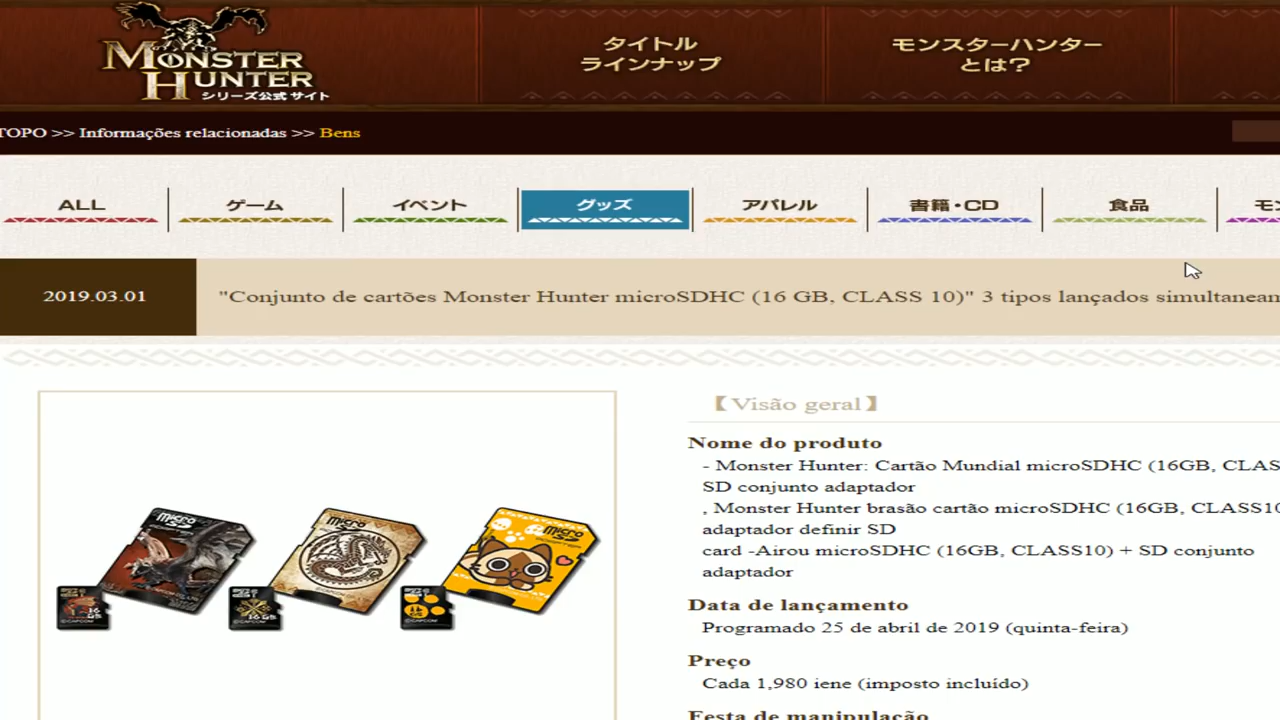 MONSTER
HUNTER
シリーズ公式サイト
タイトル
ラインナップ
モンスターハンター
とは?
TOPO >> Informações relacionadas >> Bens
ALL
ゲーム
イベント
グッズ
アパレル
書籍・CD
食品
モン
2019.03.01
"Conjunto de cartões Monster Hunter microSDHC (16 GB, CLASS 10)" 3 tipos lançados simultaneam
【Visão geral】
Nome do produto
- Monster Hunter: Cartão Mundial microSDHC (16GB, CLAS
SD conjunto adaptador
, Monster Hunter brasão cartão microSDHC (16GB, CLASS10
adaptador definir SD
card -Airou microSDHC (16GB, CLASS10) + SD conjunto
adaptador
Data de lançamento
Programado 25 de abril de 2019 (quinta-feira)
Preço
Cada 1,980 iene (imposto incluído)
Festa de manipulação